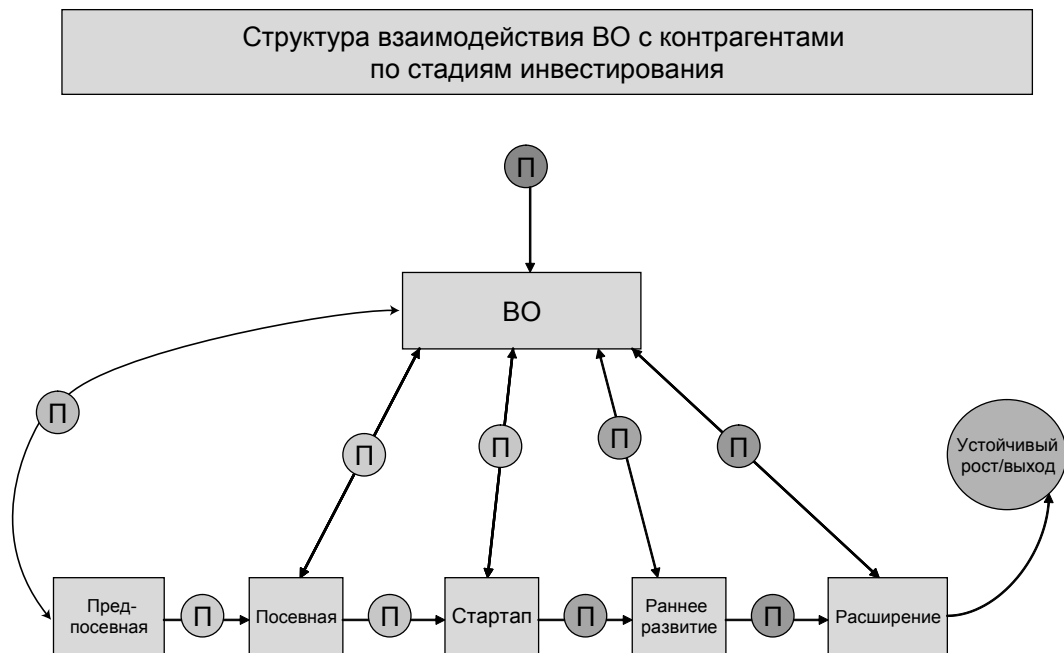 Структура взаимодействия ВО с контрагентами
по стадиям инвестирования
П
ВО
П
П
П
П
П
Устойчивый
рост/выход
Пред-
посевная
П
Посевная
П
Стартап
П
Раннее
развитие
П
Расширение